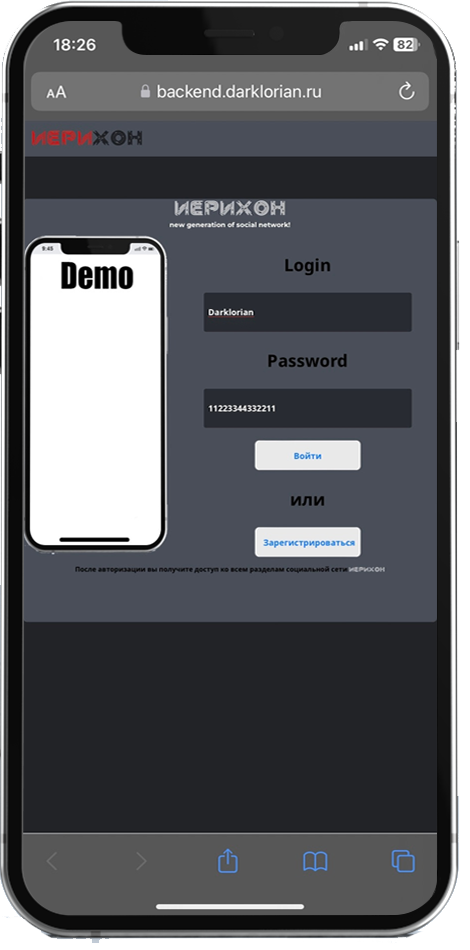 18:26
82
AA backend.darklorian.ru
ИЕРИХОН
ИЕРИХОН
new generation of social network!
9:45
Demo
Login
Darklorian
Password
11223344332211
Войти
или
Зарегистрироваться
После авторизации вы получите доступ ко всем разделам социальной сети ИЕРИХОН